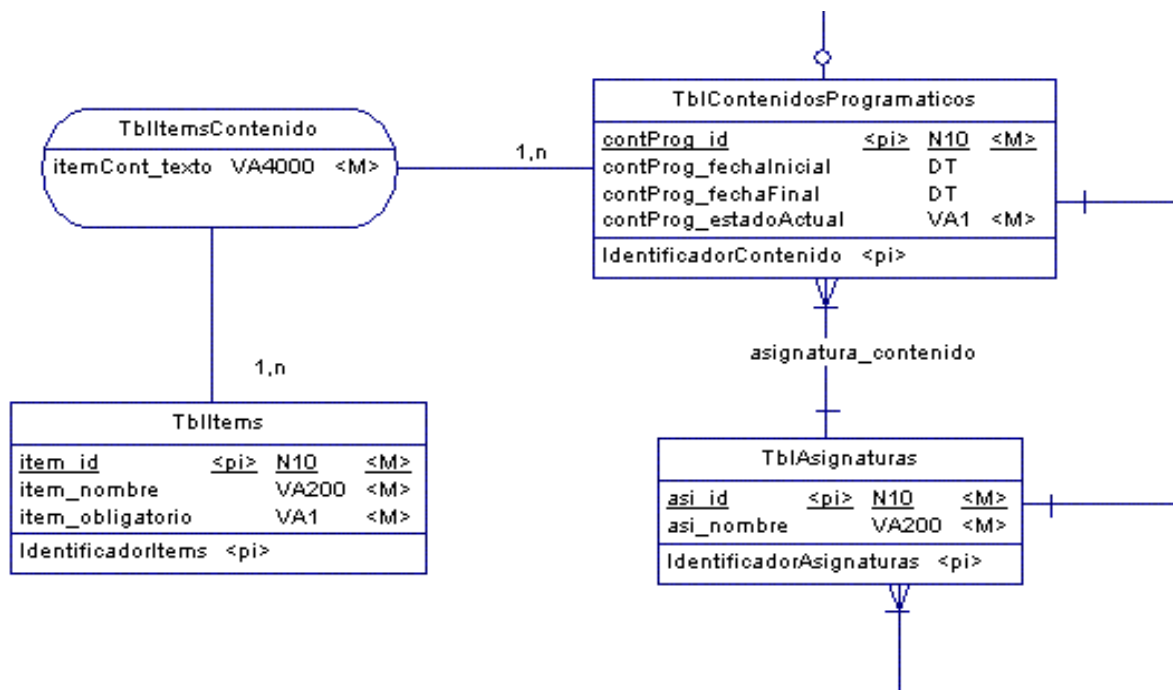 TblContenidosProgramaticos
contProg_id <pi> N10 <M>
contProg_fechaInicial DT
contProg_fechaFinal DT
contProg_estadoActual VA1 <M>
IdentificadorContenido <pi>
TblItemsContenido
itemCont_texto VA4000 <M>
1,n
1,n
asignatura_contenido
TblItems
item_id <pi> N10 <M>
item_nombre VA200 <M>
item_obligatorio VA1 <M>
IdentificadorItems <pi>
TblAsignaturas
asi_id <pi> N10 <M>
asi_nombre VA200 <M>
IdentificadorAsignaturas <pi>